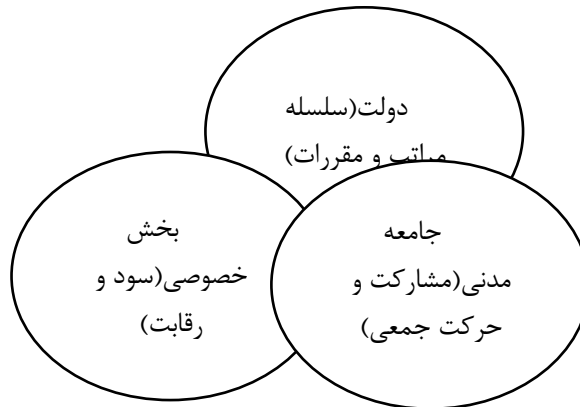 دولت(سلسله
مراتب و مقررات)
بخش
خصوصی(سود و
رقابت)
جامعه
مدنی(مشارکت و
حرکت جمعی)